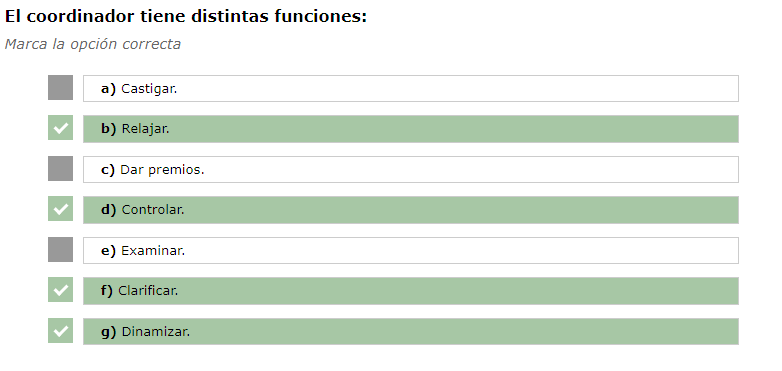 El coordinador tiene distintas funciones:
Marca la opción correcta
a) Castigar.
b) Relajar.
c) Dar premios.
d) Controlar.
e) Examinar.
f) Clarificar.
g) Dinamizar.